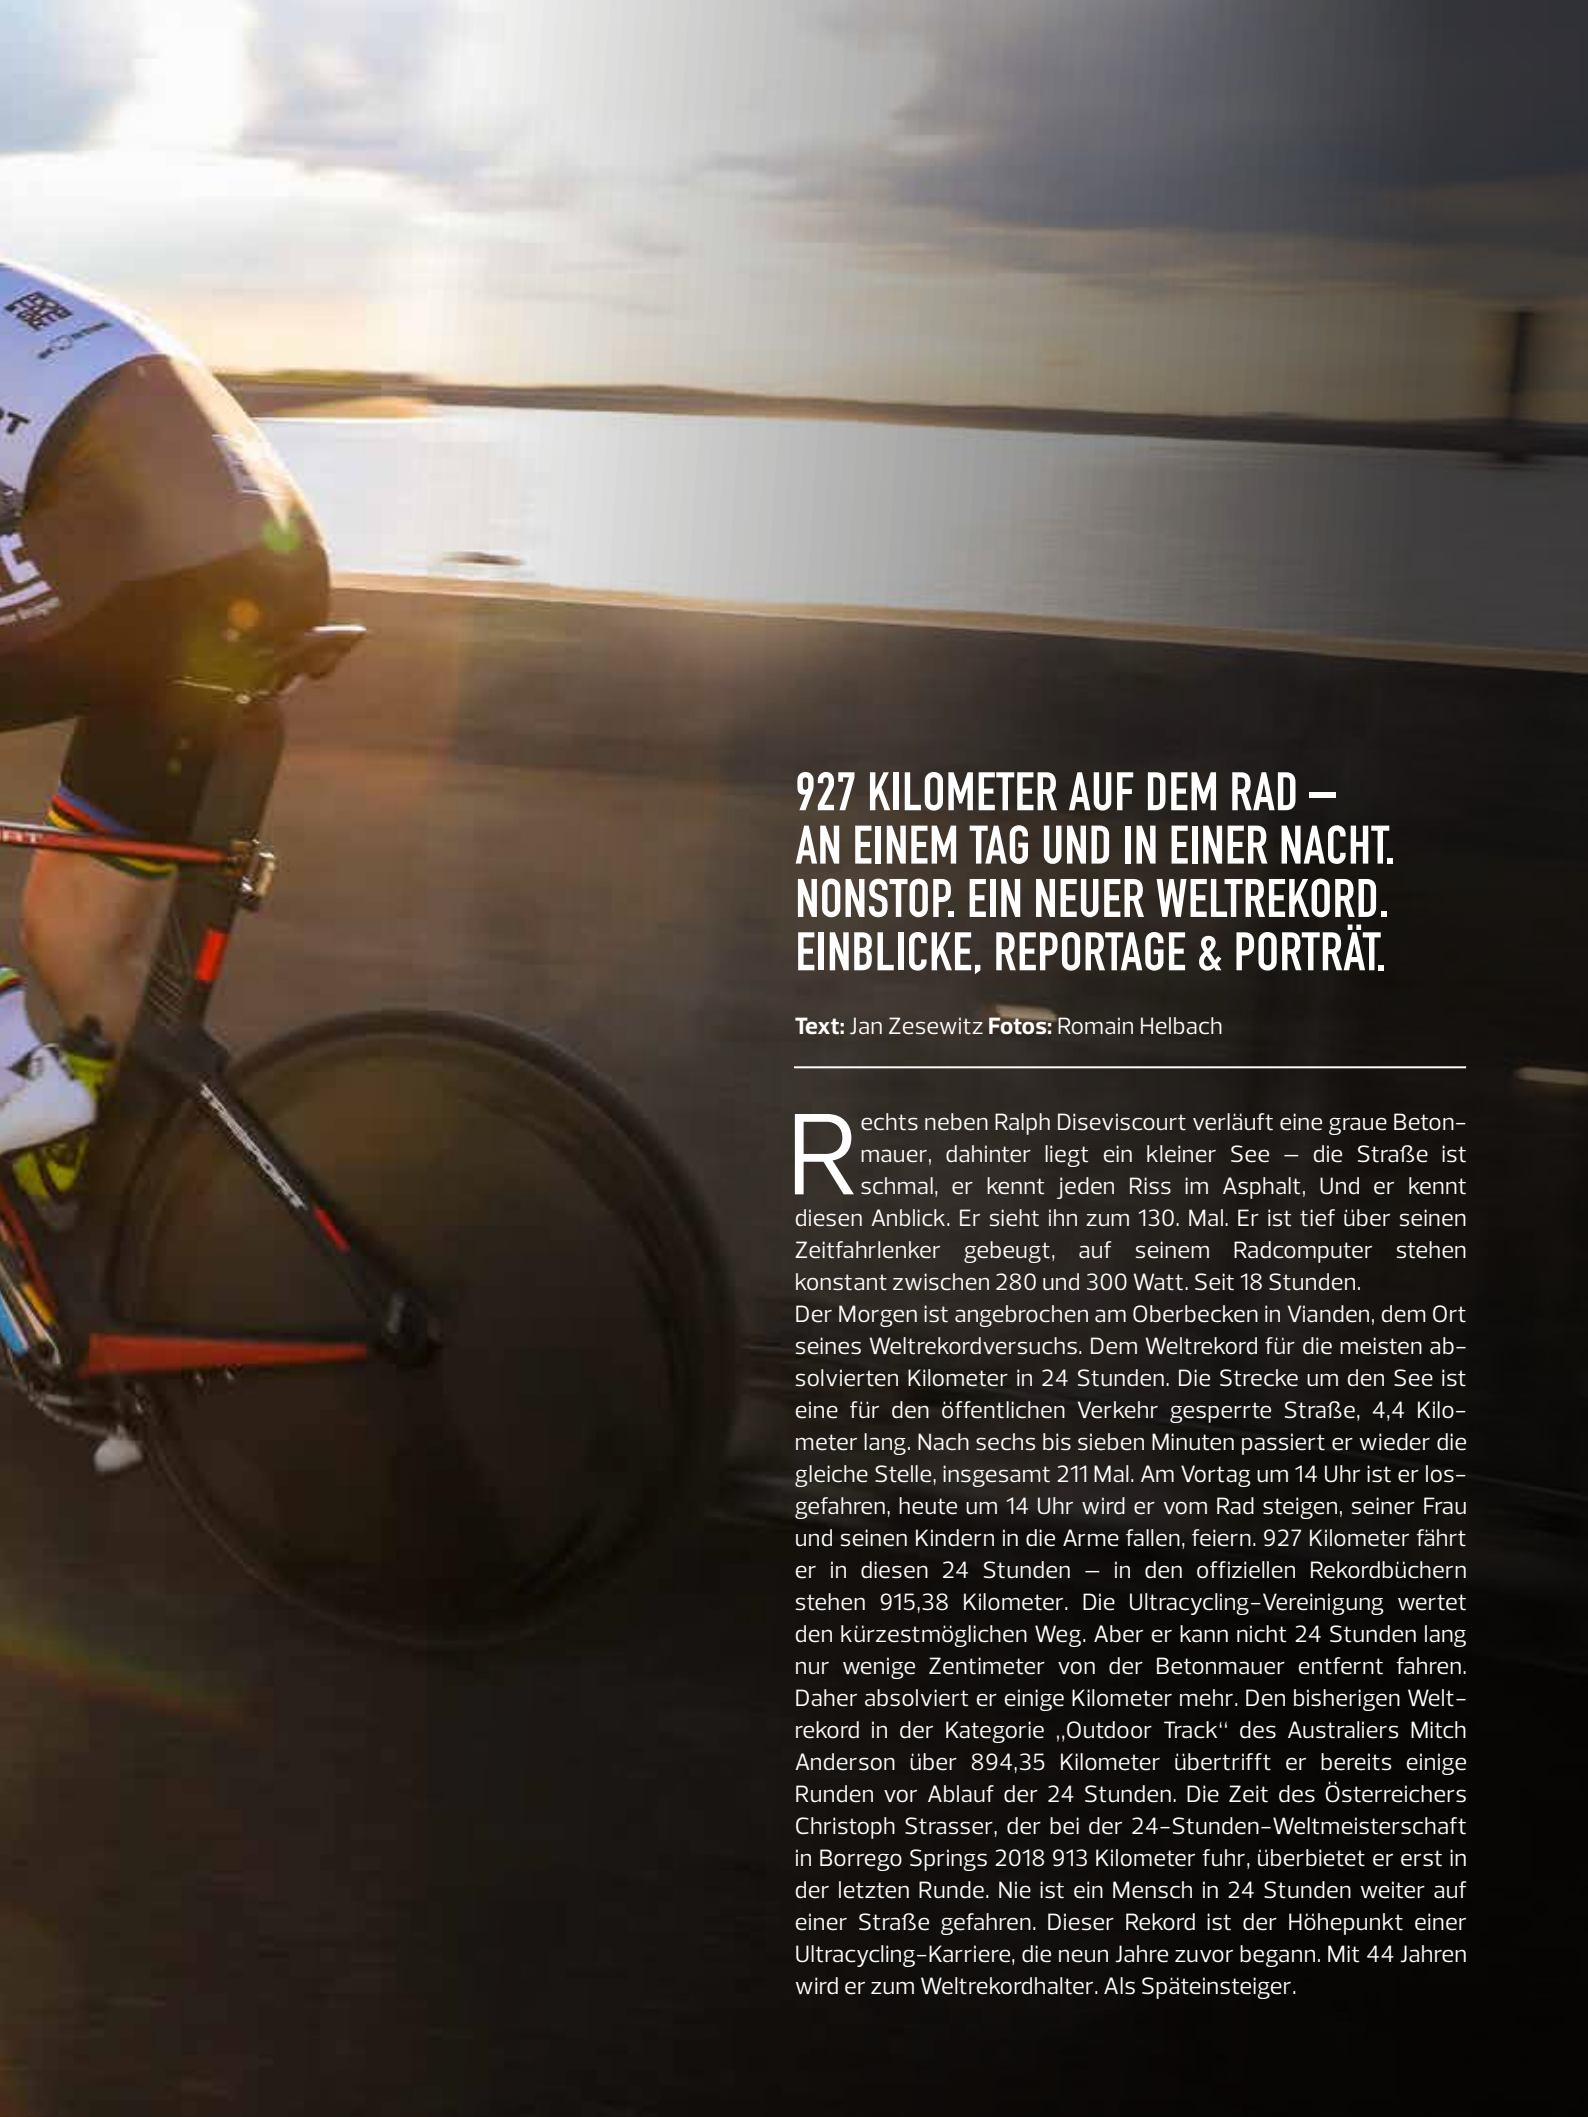 RT
927 KILOMETER AUF DEM RAD –
AN EINEM TAG UND IN EINER NACHT.
NONSTOP. EIN NEUER WELTREKORD.
EINBLICKE, REPORTAGE & PORTRÄT.
Text: Jan Zesewitz Fotos: Romain Helbach
Rechts neben Ralph Diseviscourt verläuft eine graue Beton-
mauer, dahinter liegt ein kleiner See – die Straße ist
schmal, er kennt jeden Riss im Asphalt, Und er kennt
diesen Anblick. Er sieht ihn zum 130. Mal. Er ist tief über seinen
Zeitfahrlenker gebeugt, auf seinem Radcomputer stehen
konstant zwischen 280 und 300 Watt. Seit 18 Stunden.
Der Morgen ist angebrochen am Oberbecken in Vianden, dem Ort
seines Weltrekordversuchs. Dem Weltrekord für die meisten ab-
solvierten Kilometer in 24 Stunden. Die Strecke um den See ist
eine für den öffentlichen Verkehr gesperrte Straße, 4,4 Kilo-
meter lang. Nach sechs bis sieben Minuten passiert er wieder die
gleiche Stelle, insgesamt 211 Mal. Am Vortag um 14 Uhr ist er los-
gefahren, heute um 14 Uhr wird er vom Rad steigen, seiner Frau
und seinen Kindern in die Arme fallen, feiern. 927 Kilometer fährt
er in diesen 24 Stunden – in den offiziellen Rekordbüchern
stehen 915,38 Kilometer. Die Ultracycling-Vereinigung wertet
den kürzestmöglichen Weg. Aber er kann nicht 24 Stunden lang
nur wenige Zentimeter von der Betonmauer entfernt fahren.
Daher absolviert er einige Kilometer mehr. Den bisherigen Welt-
rekord in der Kategorie „Outdoor Track“ des Australiers Mitch
Anderson über 894,35 Kilometer übertrifft er bereits einige
Runden vor Ablauf der 24 Stunden. Die Zeit des Österreichers
Christoph Strasser, der bei der 24-Stunden-Weltmeisterschaft
in Borrego Springs 2018 913 Kilometer fuhr, überbietet er erst in
der letzten Runde. Nie ist ein Mensch in 24 Stunden weiter auf
einer Straße gefahren. Dieser Rekord ist der Höhepunkt einer
Ultracycling-Karriere, die neun Jahre zuvor begann. Mit 44 Jahren
wird er zum Weltrekordhalter. Als Späteinsteiger.